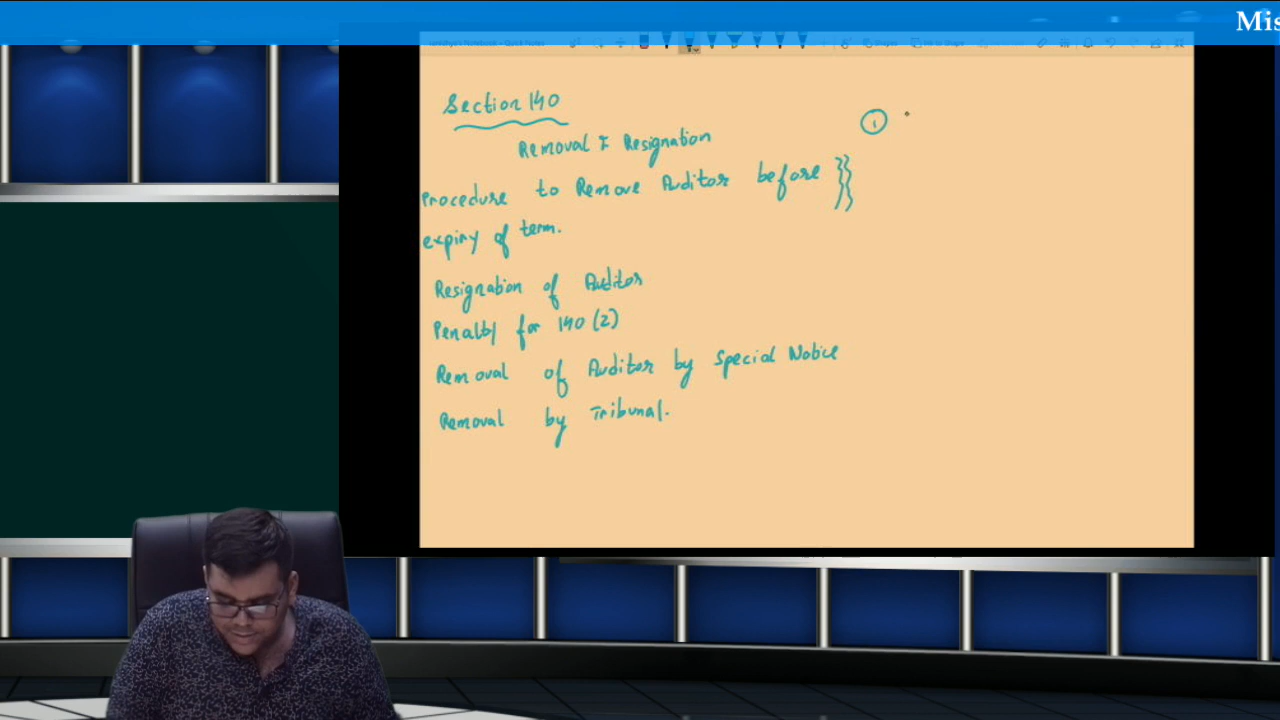 Mis
Section 140
Removal & Resignation
Procedure to Remove Auditor before
expiry of term.
Resignation of Auditor
Penalty for 140 (2)
Removal of Auditor by Special Notice
Removal by Tribunal.
1